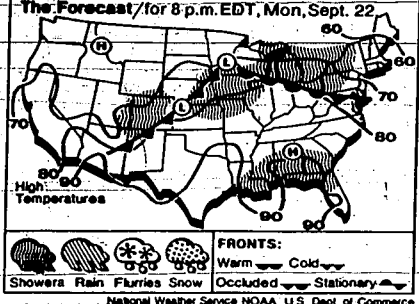 The Forecast/for 8 p.m. EDT, Mon, Sept. 22
60
60
H
L
70
70
L
80
H
80
90
High
Temperatures
90
90
FRONTS:
Warm Cold
Showers Rain Flurries Snow
Occluded Stationary
National Weather Service NOAA U.S. Dept. of Commerce